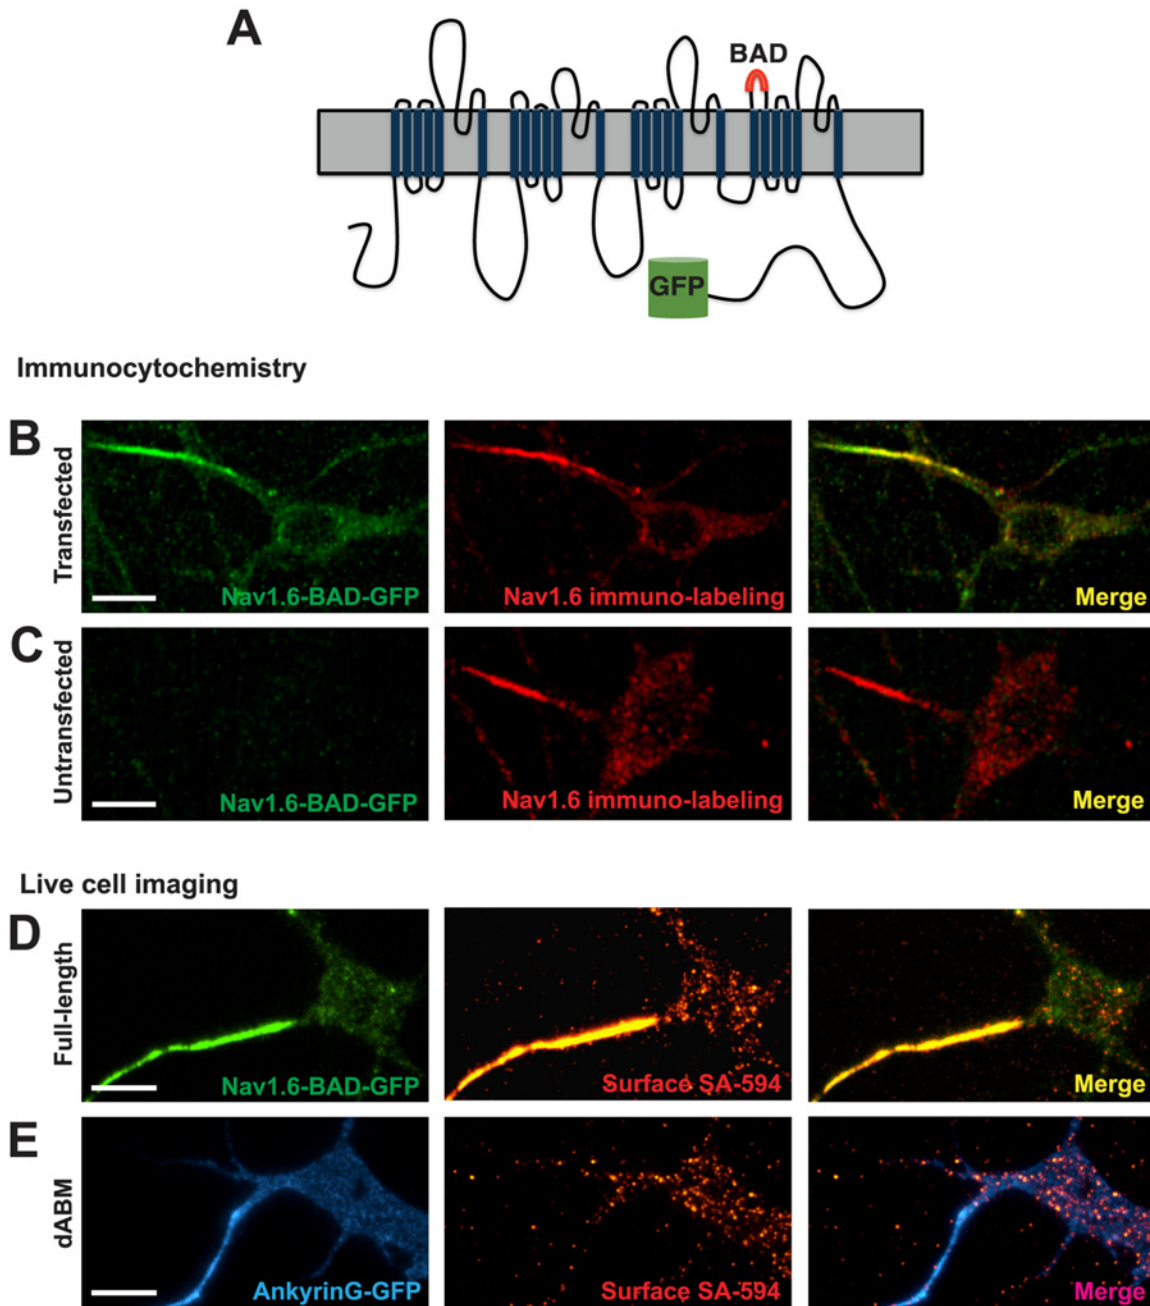 A
BAD
GFP
Immunocytochemistry
B
Transfected
Nav1.6-BAD-GFP
Nav1.6 immuno-labeling
Merge
C
Untransfected
Nav1.6-BAD-GFP
Nav1.6 immuno-labeling
Merge
Live cell imaging
D
Full-length
Nav1.6-BAD-GFP
Surface SA-594
Merge
E
dABM
AnkyrinG-GFP
Surface SA-594
Merge